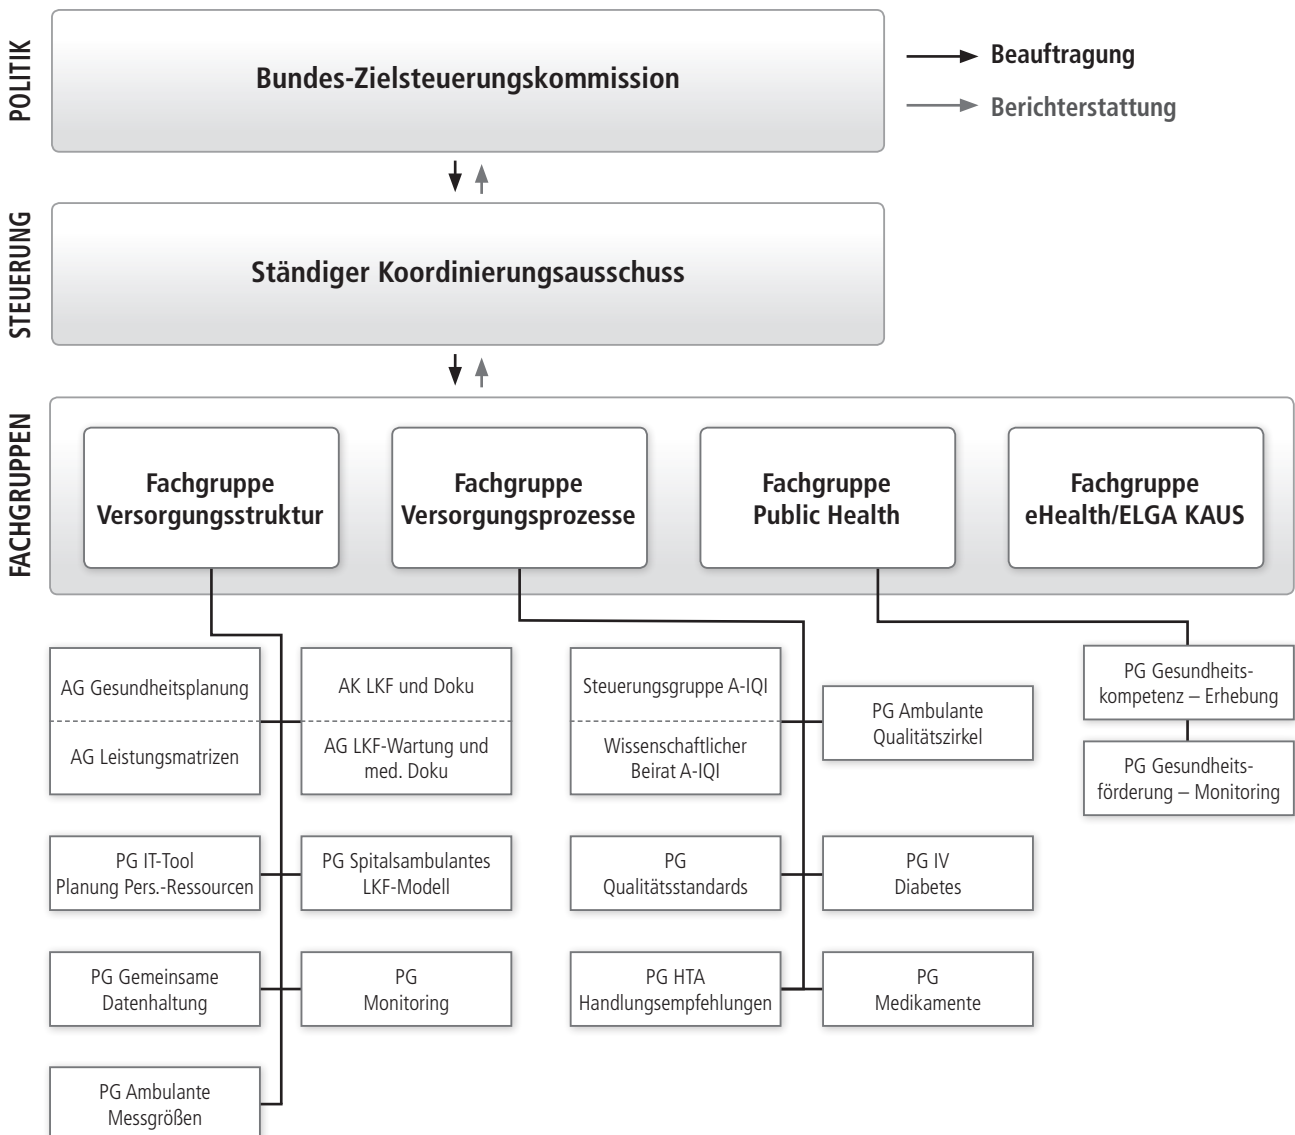 POLITIK
Bundes-Zielsteuerungskommission
Beauftragung
Berichterstattung
STEUERUNG
Ständiger Koordinierungsausschuss
FACHGRUPPEN
Fachgruppe
Versorgungsstruktur
Fachgruppe
Versorgungsprozesse
Fachgruppe
Public Health
Fachgruppe
eHealth/ELGA KAUS
AG Gesundheitsplanung
AG Leistungsmatrizen
AK LKF und Doku
AG LKF-Wartung und
med. Doku
PG IT-Tool
Planung Pers.-Ressourcen
PG Spitalsambulantes
LKF-Modell
PG Gemeinsame
Datenhaltung
PG
Monitoring
PG Ambulante
Messgrößen
Steuerungsgruppe A-IQI
Wissenschaftlicher
Beirat A-IQI
PG Ambulante
Qualitätszirkel
PG
Qualitätsstandards
PG IV
Diabetes
PG HTA
Handlungsempfehlungen
PG
Medikamente
PG Gesundheits-
kompetenz – Erhebung
PG Gesundheits-
förderung – Monitoring